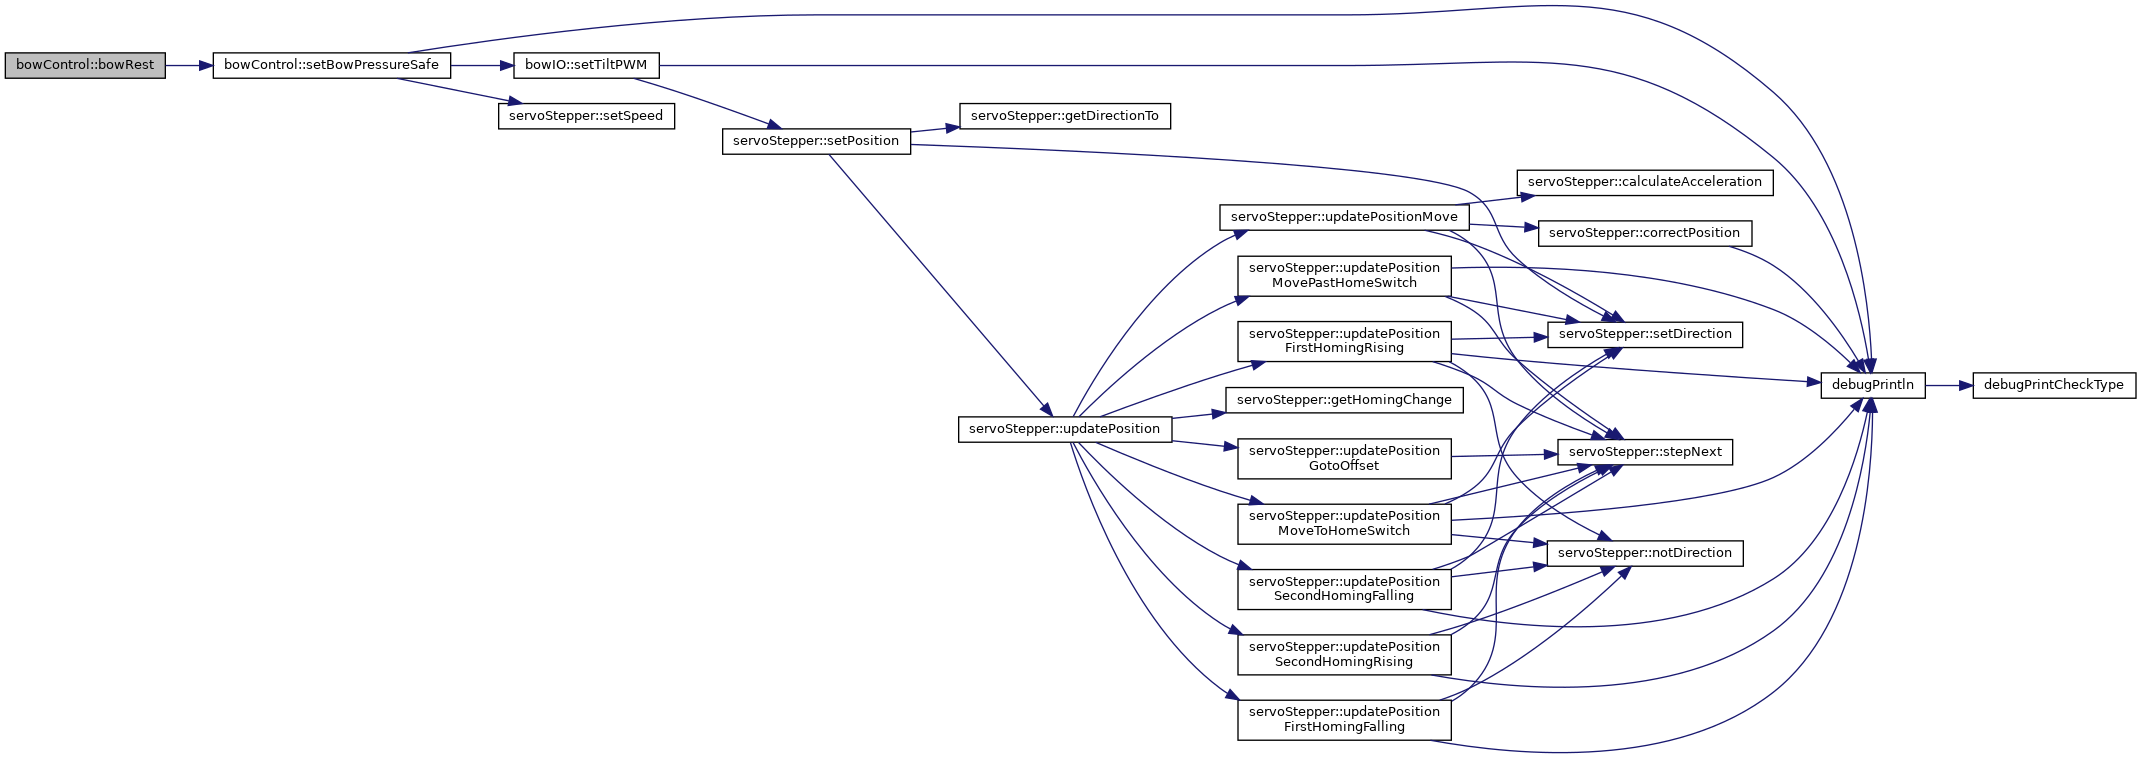 bowControl::bowRest
bowControl::setBowPressureSafe
bowIO::setTiltPWM
servoStepper::setSpeed
servoStepper::setPosition
servoStepper::getDirectionTo
servoStepper::updatePosition
servoStepper::updatePositionMove
servoStepper::calculateAcceleration
servoStepper::correctPosition
servoStepper::updatePosition
MovePastHomeSwitch
servoStepper::updatePosition
FirstHomingRising
servoStepper::getHomingChange
servoStepper::updatePosition
GotoOffset
servoStepper::updatePosition
MoveToHomeSwitch
servoStepper::updatePosition
SecondHomingFalling
servoStepper::updatePosition
SecondHomingRising
servoStepper::updatePosition
FirstHomingFalling
servoStepper::setDirection
servoStepper::stepNext
servoStepper::notDirection
debugPrintln
debugPrintCheckType